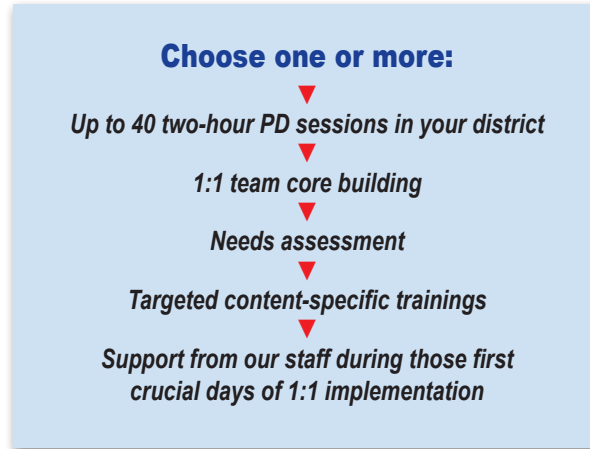 Choose one or more:
Up to 40 two-hour PD sessions in your district
1:1 team core building
Needs assessment
Targeted content-specific trainings
Support from our staff during those first
crucial days of 1:1 implementation